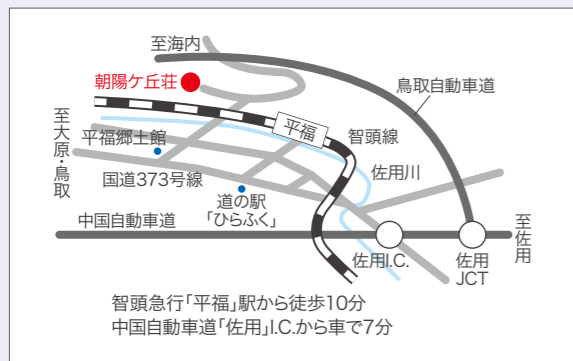 至海内
朝陽ケ丘荘
鳥取自動車道
至大原・鳥取
平福郷土館
平福
智頭線
佐用川
国道373号線
道の駅
「ひらふく」
中国自動車道
至佐用
佐用I.C.
佐用
JCT
智頭急行「平福」駅から徒歩10分
中国自動車道「佐用」I.C.から車で7分